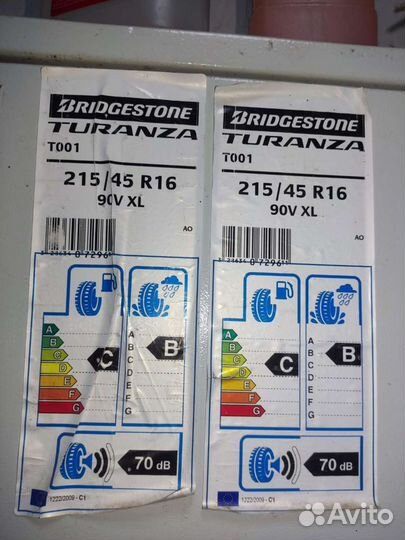 BRIDGESTONE
TURANZA
T001
215/45 R16
90V XL
AO
A
B
C
D
E
F
G
C
A
B
C
D
E
F
G
B
70 dB
1222/2009 - C1
BRIDGESTONE
TURANZA
T001
215/45 R16
90V XL
AO
A
B
C
D
E
F
G
C
A
B
C
D
E
F
G
B
70 dB
1222/2009 - C1
Avito